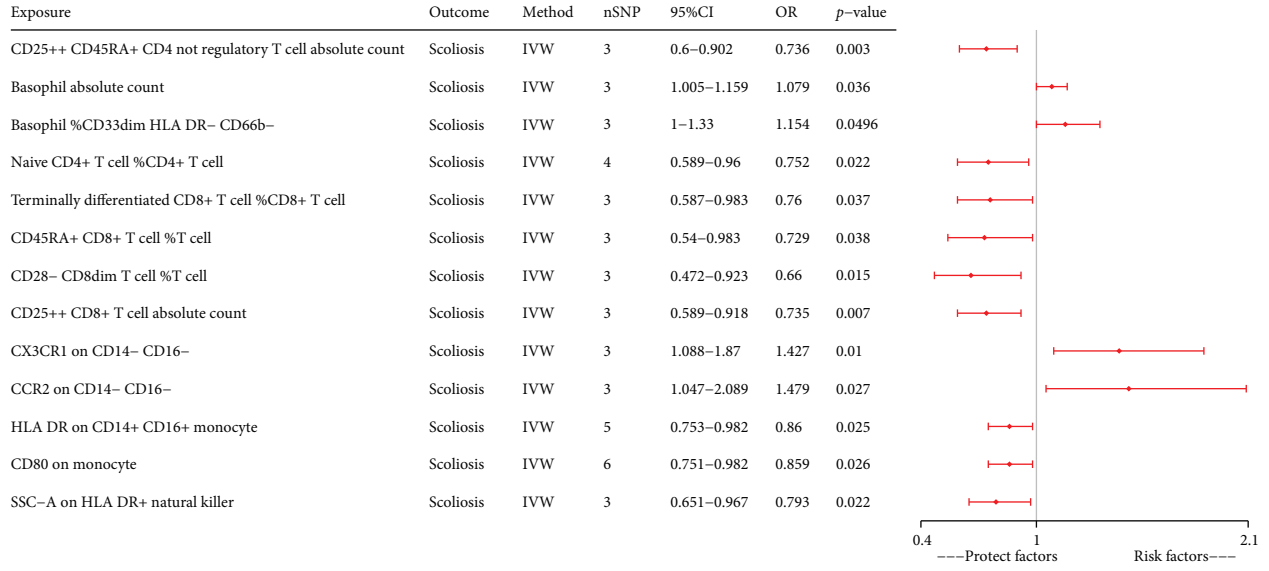 Exposure Outcome Method nSNP 95%CI OR p−value
CD25++ CD45RA+ CD4 not regulatory T cell absolute count Scoliosis IVW 3 0.6−0.902 0.736 0.003
Basophil absolute count Scoliosis IVW 3 1.005−1.159 1.079 0.036
Basophil %CD33dim HLA DR− CD66b− Scoliosis IVW 3 1−1.33 1.154 0.0496
Naive CD4+ T cell %CD4+ T cell Scoliosis IVW 4 0.589−0.96 0.752 0.022
Terminally differentiated CD8+ T cell %CD8+ T cell Scoliosis IVW 3 0.587−0.983 0.76 0.037
CD45RA+ CD8+ T cell %T cell Scoliosis IVW 3 0.54−0.983 0.729 0.038
CD28− CD8dim T cell %T cell Scoliosis IVW 3 0.472−0.923 0.66 0.015
CD25++ CD8+ T cell absolute count Scoliosis IVW 3 0.589−0.918 0.735 0.007
CX3CR1 on CD14− CD16− Scoliosis IVW 3 1.088−1.87 1.427 0.01
CCR2 on CD14− CD16− Scoliosis IVW 3 1.047−2.089 1.479 0.027
HLA DR on CD14+ CD16+ monocyte Scoliosis IVW 5 0.753−0.982 0.86 0.025
CD80 on monocyte Scoliosis IVW 6 0.751−0.982 0.859 0.026
SSC−A on HLA DR+ natural killer Scoliosis IVW 3 0.651−0.967 0.793 0.022
0.4 1 2.1
−−−Protect factors Risk factors−−−